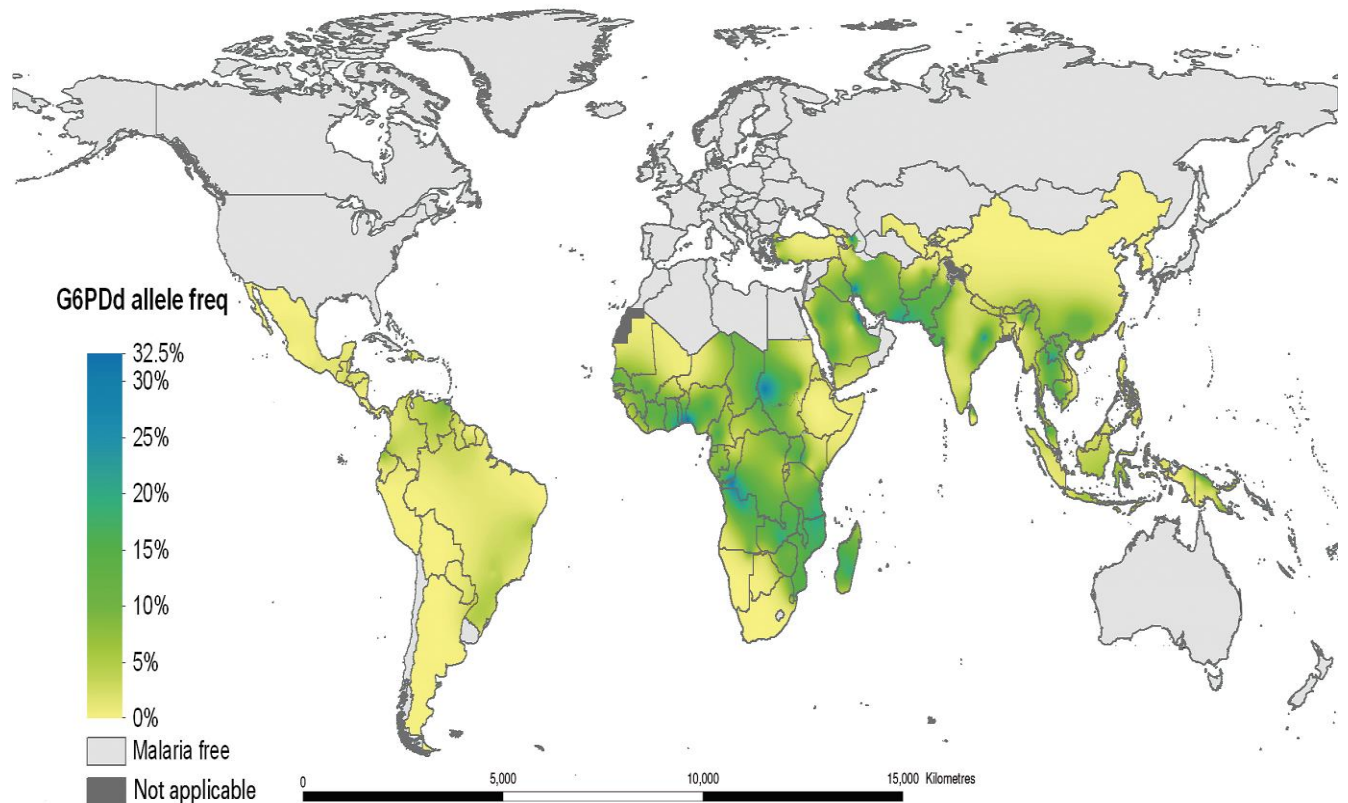 G6PDd allele freq
32.5%
30%
25%
20%
15%
10%
5%
0%
Malaria free
Not applicable
0 5,000 10,000 15,000 Kilometres